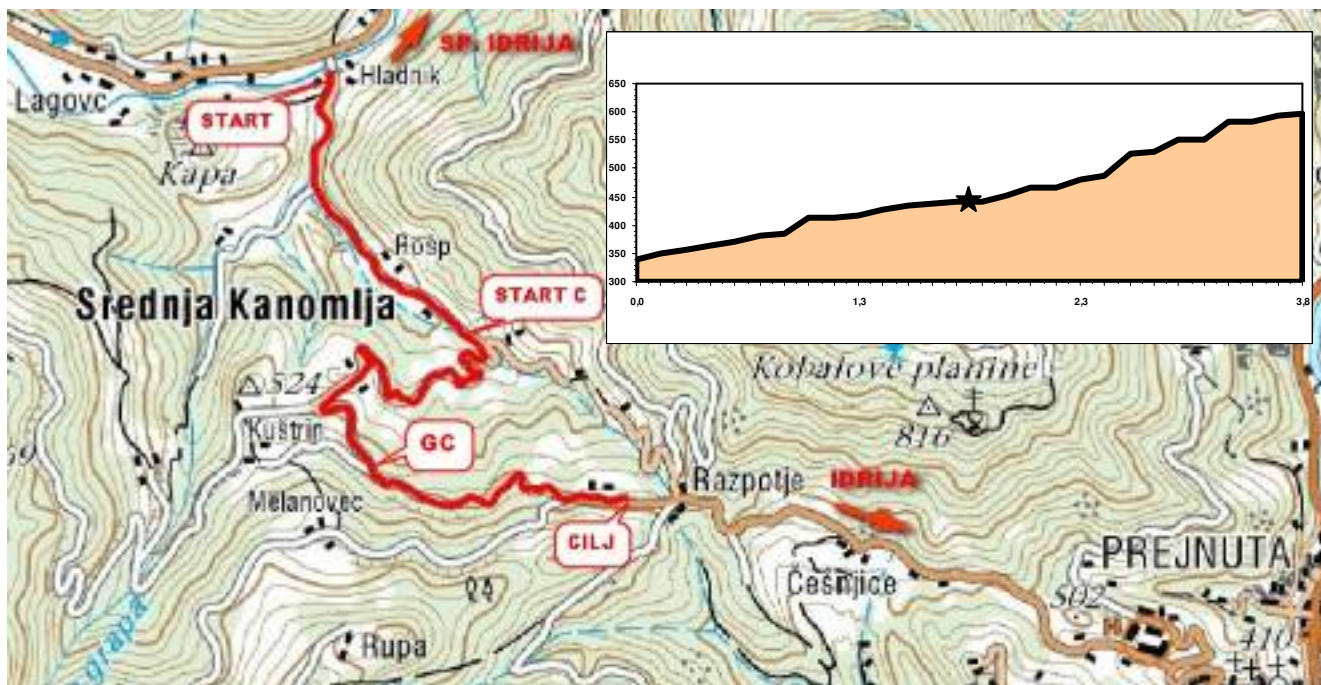 SP. IDRIJA
Hladnik
Lagovc
START
Kapa
Rošp
START C
Srednja Kanomlja
524
Kuštrin
GC
Melanovec
CILJ
Razpotje
IDRIJA
Kobalove planine
816
Češnjice
PREJNUTA
502
410
Rupa
grapa
650
600
550
500
450
400
350
300
0,0
1,3
2,3
3,8